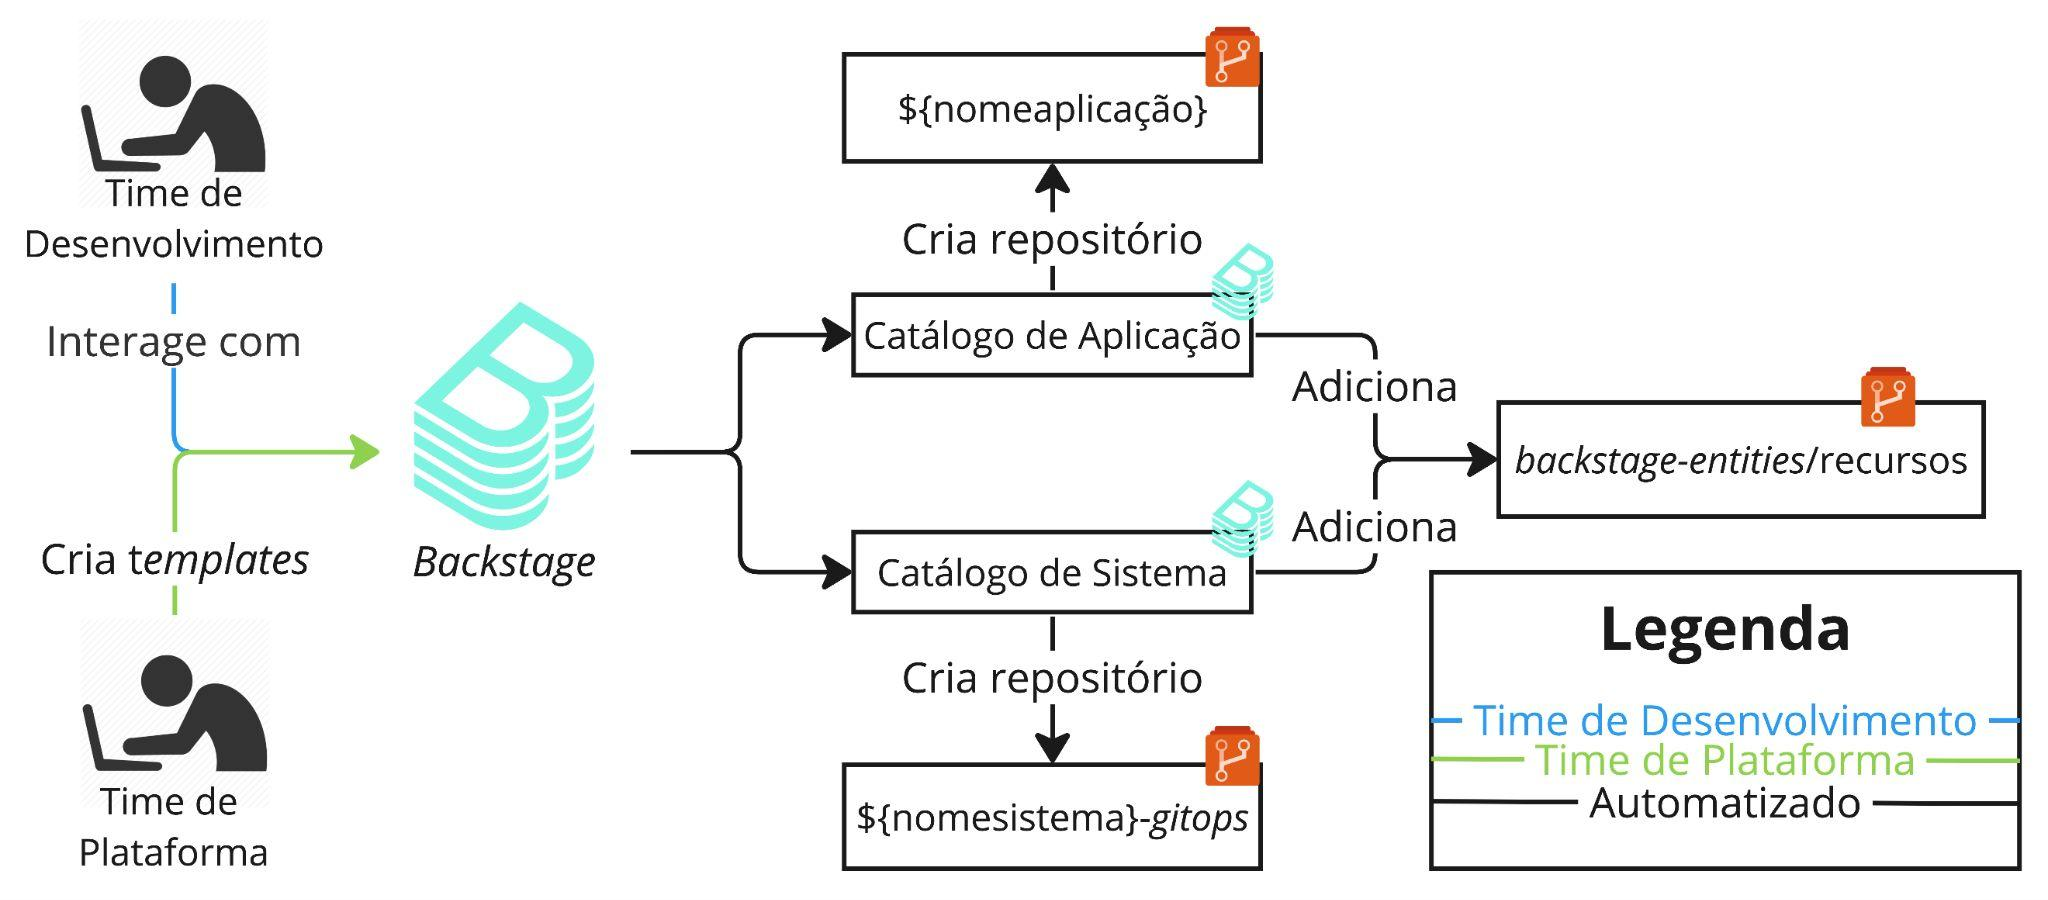 Time de
Desenvolvimento
Interage com
Cria templates
Time de
Plataforma
Backstage
${nomeaplicação}
Cria repositório
Catálogo de Aplicação
Adiciona
backstage-entities/recursos
Adiciona
Catálogo de Sistema
Cria repositório
${nomesistema}-gitops
Legenda
Time de Desenvolvimento
Time de Plataforma
Automatizado